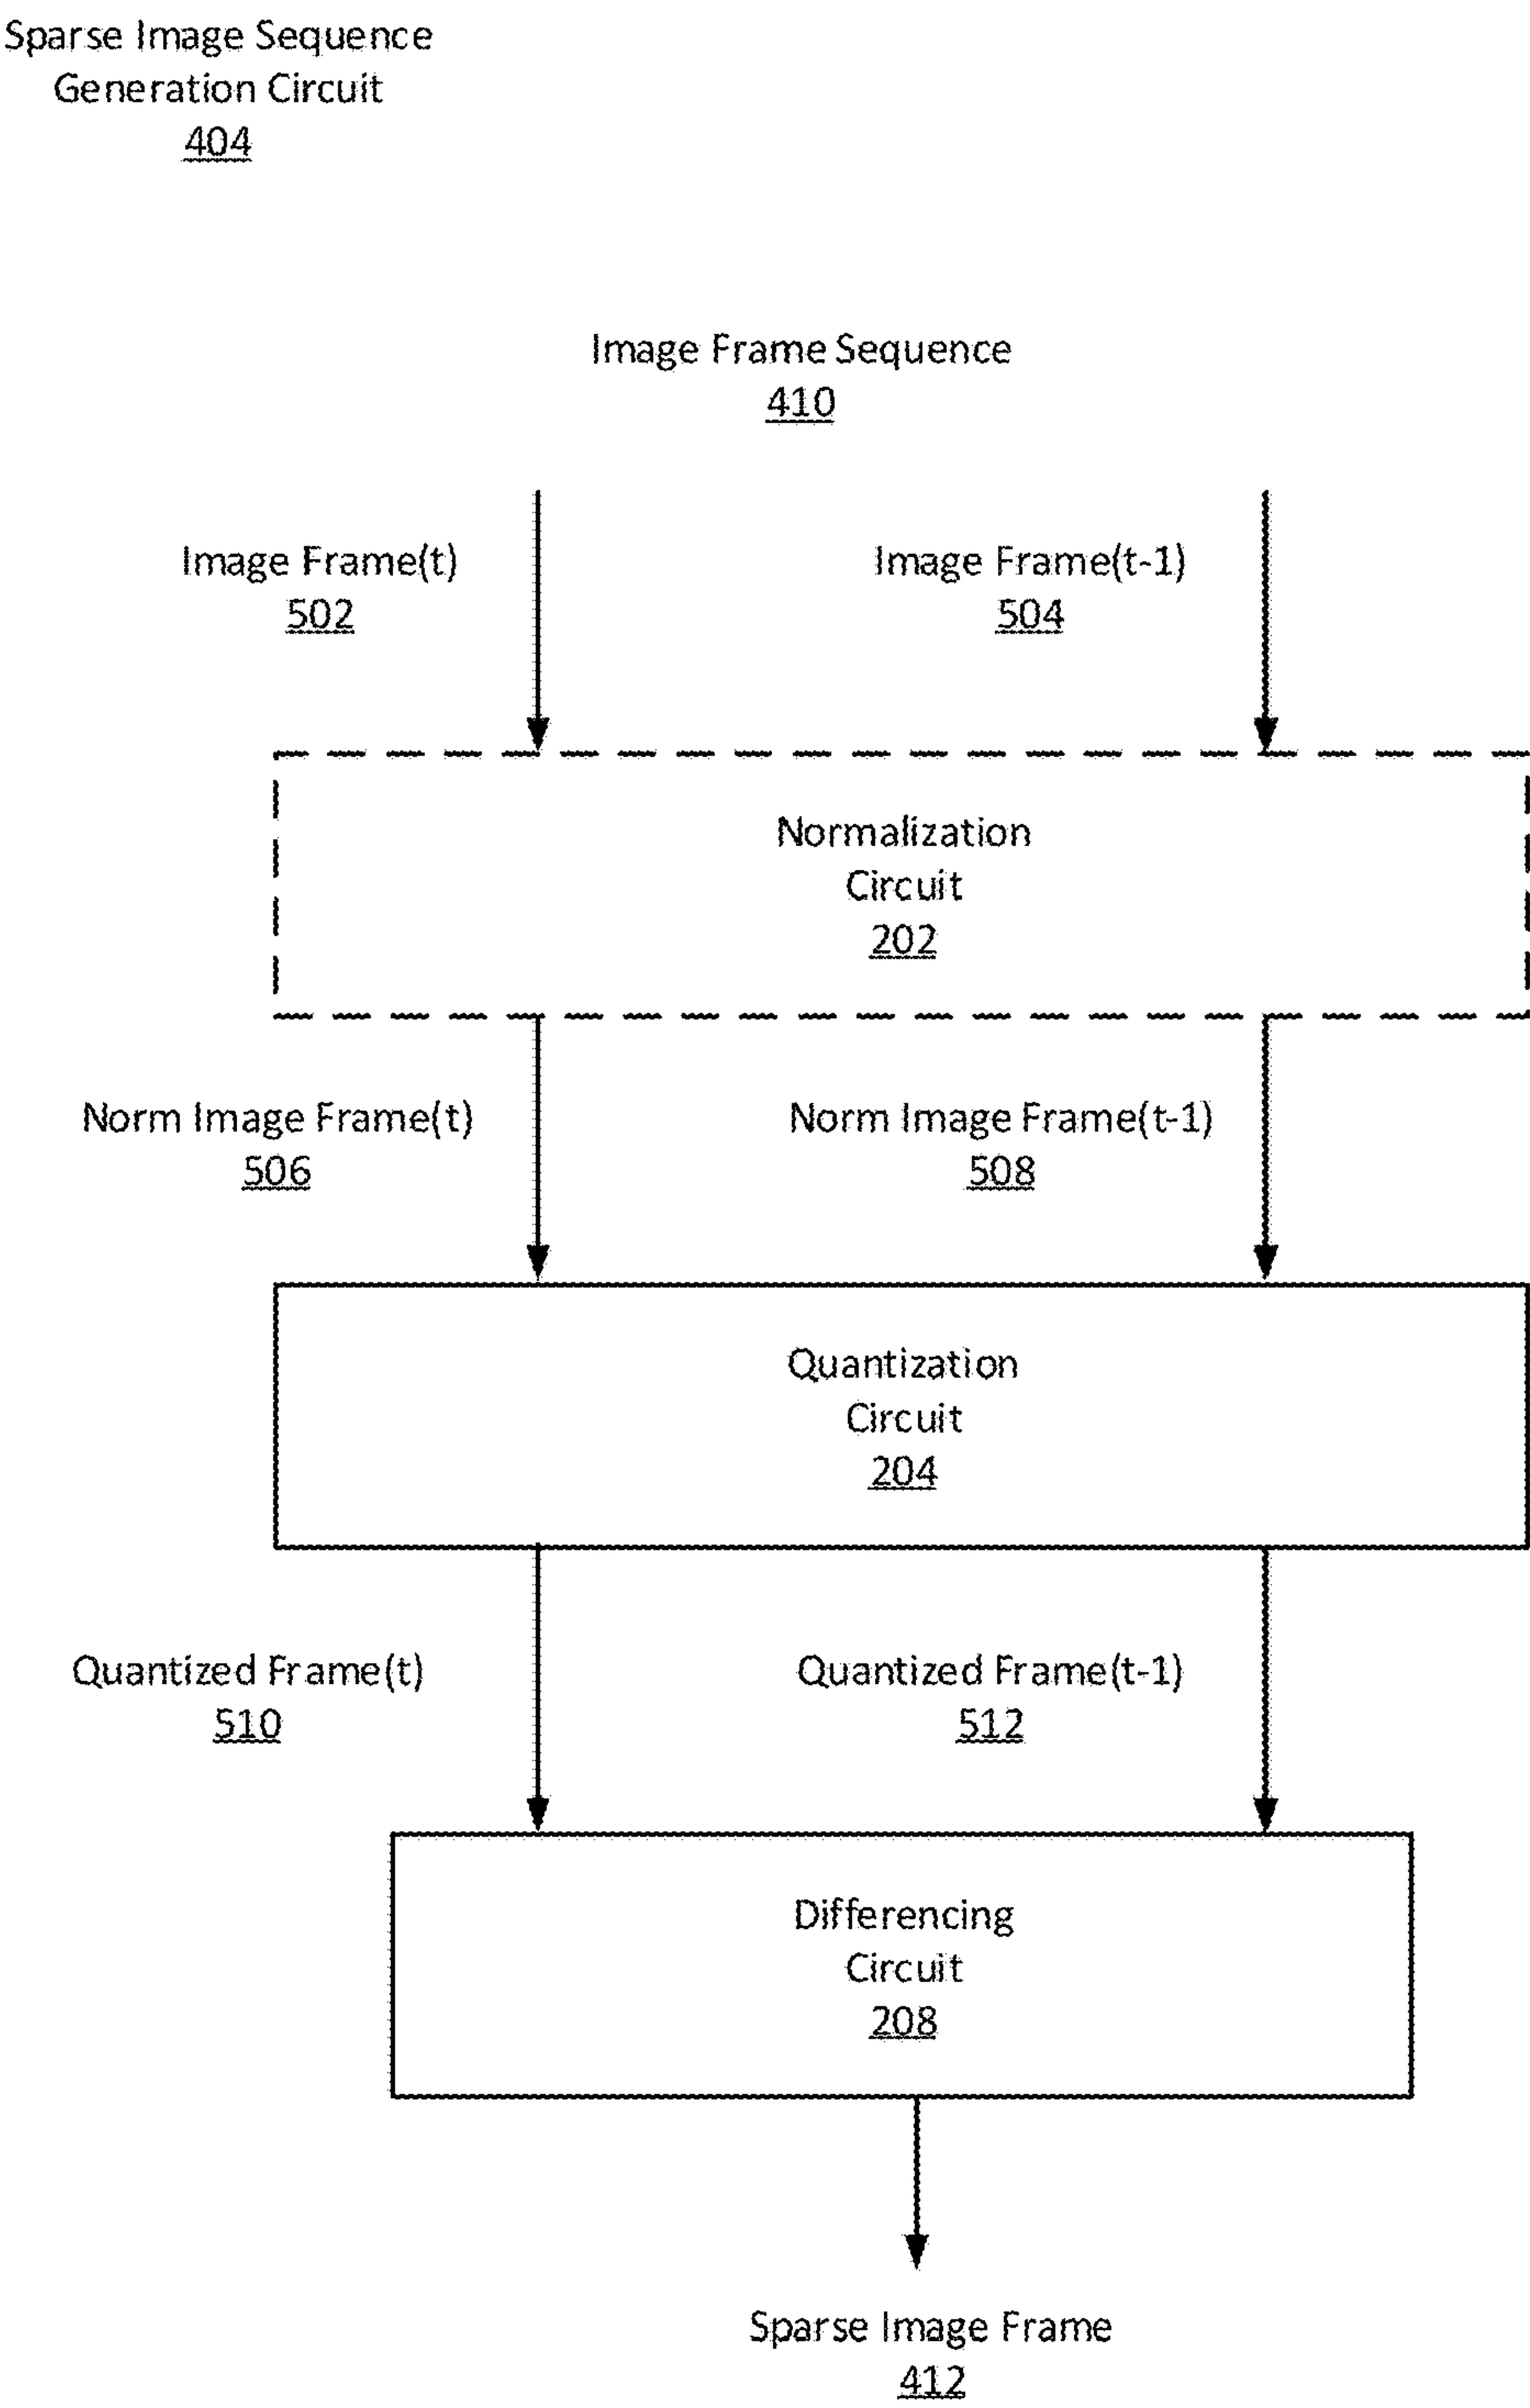 Sparse Image Sequence
Generation Circuit
404
Image Frame Sequence
410
Image Frame(t)
502
Image Frame(t-1)
504
Normalization
Circuit
202
Norm Image Frame(t)
506
Norm Image Frame(t-1)
508
Quantization
Circuit
204
Quantized Frame(t)
510
Quantized Frame(t-1)
512
Differencing
Circuit
208
Sparse Image Frame
412